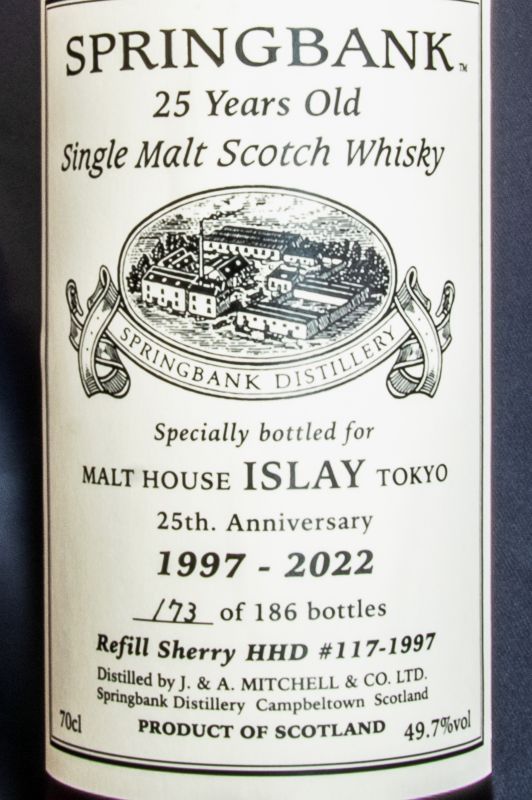 SPRINGBANK™
25 Years Old
Single Malt Scotch Whisky
SPRINGBANK DISTILLERY
Specially bottled for
MALT HOUSE ISLAY TOKYO
25th. Anniversary
1997 - 2022
173 of 186 bottles
Refill Sherry HHD #117-1997
Distilled by J. & A. MITCHELL & CO. LTD.
Springbank Distillery Campbeltown Scotland
70cl PRODUCT OF SCOTLAND 49.7%vol